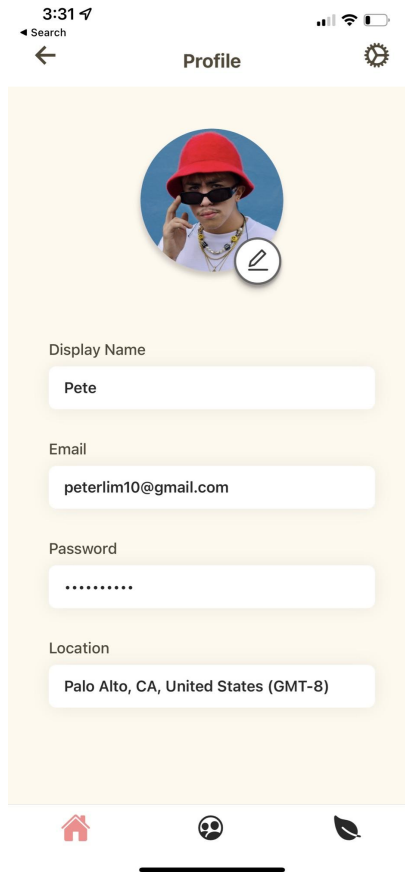 3:31
◀ Search
Profile
Display Name
Pete
Email
peterlim10@gmail.com
Password
••••••••••
Location
Palo Alto, CA, United States (GMT-8)